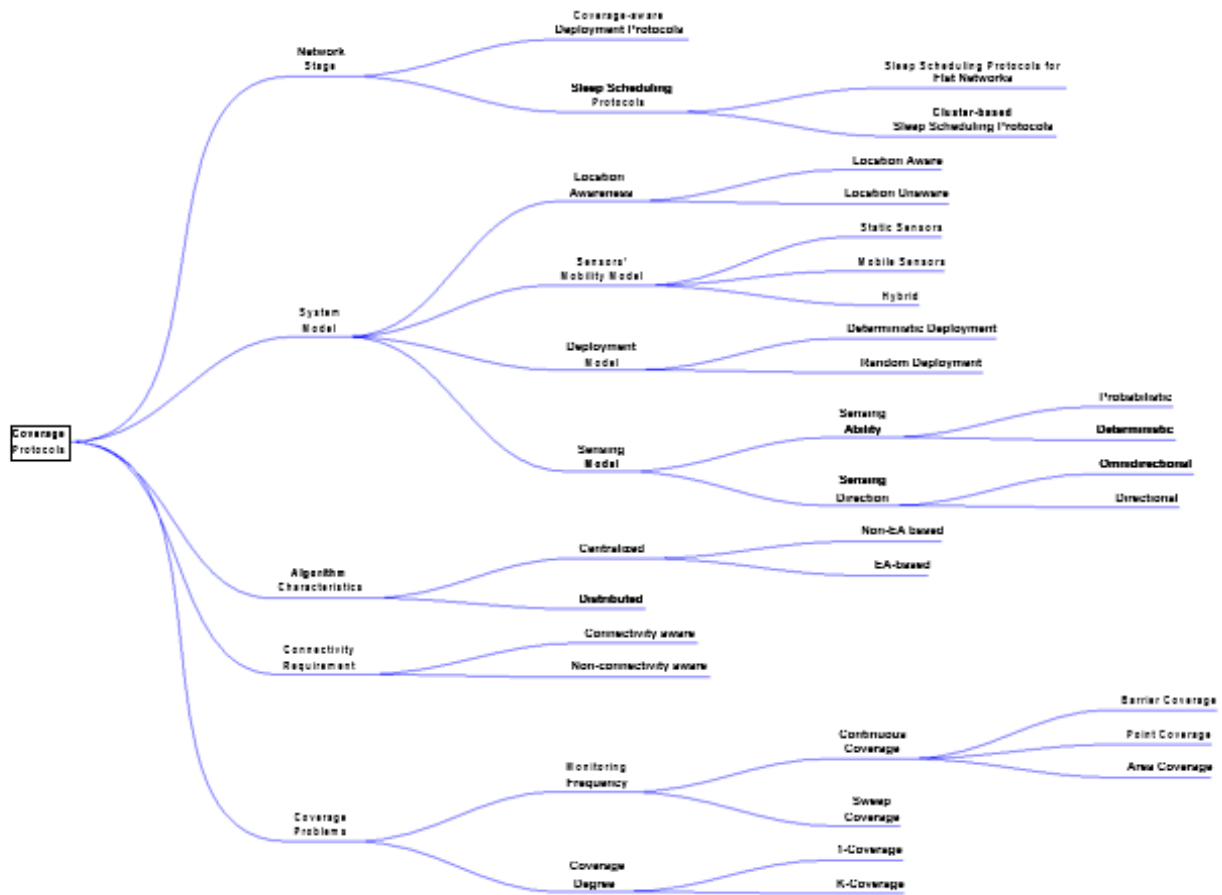 Coverage-aware
Deployment Protocols
Network
Stage
Sleep Scheduling Protocols for
Flat Networks
Sleep Scheduling
Protocols
Cluster-based
Sleep Scheduling Protocols
Location Aware
Location
Awareness
Location Unaware
Static Sensors
Sensors'
Mobility Model
Mobile Sensors
Hybrid
System
Model
Deterministic Deployment
Deployment
Model
Random Deployment
Probabilistic
Sensing
Ability
Deterministic
Coverage
Protocols
Sensing
Model
Omnidirectional
Sensing
Direction
Directional
Non-EA based
Centralized
EA-based
Algorithm
Characteristics
Distributed
Connectivity aware
Connectivity
Requirement
Non-connectivity aware
Barrier Coverage
Continuous
Coverage
Point Coverage
Area Coverage
Monitoring
Frequency
Sweep
Coverage
Coverage
Problems
1-Coverage
Coverage
Degree
K-Coverage